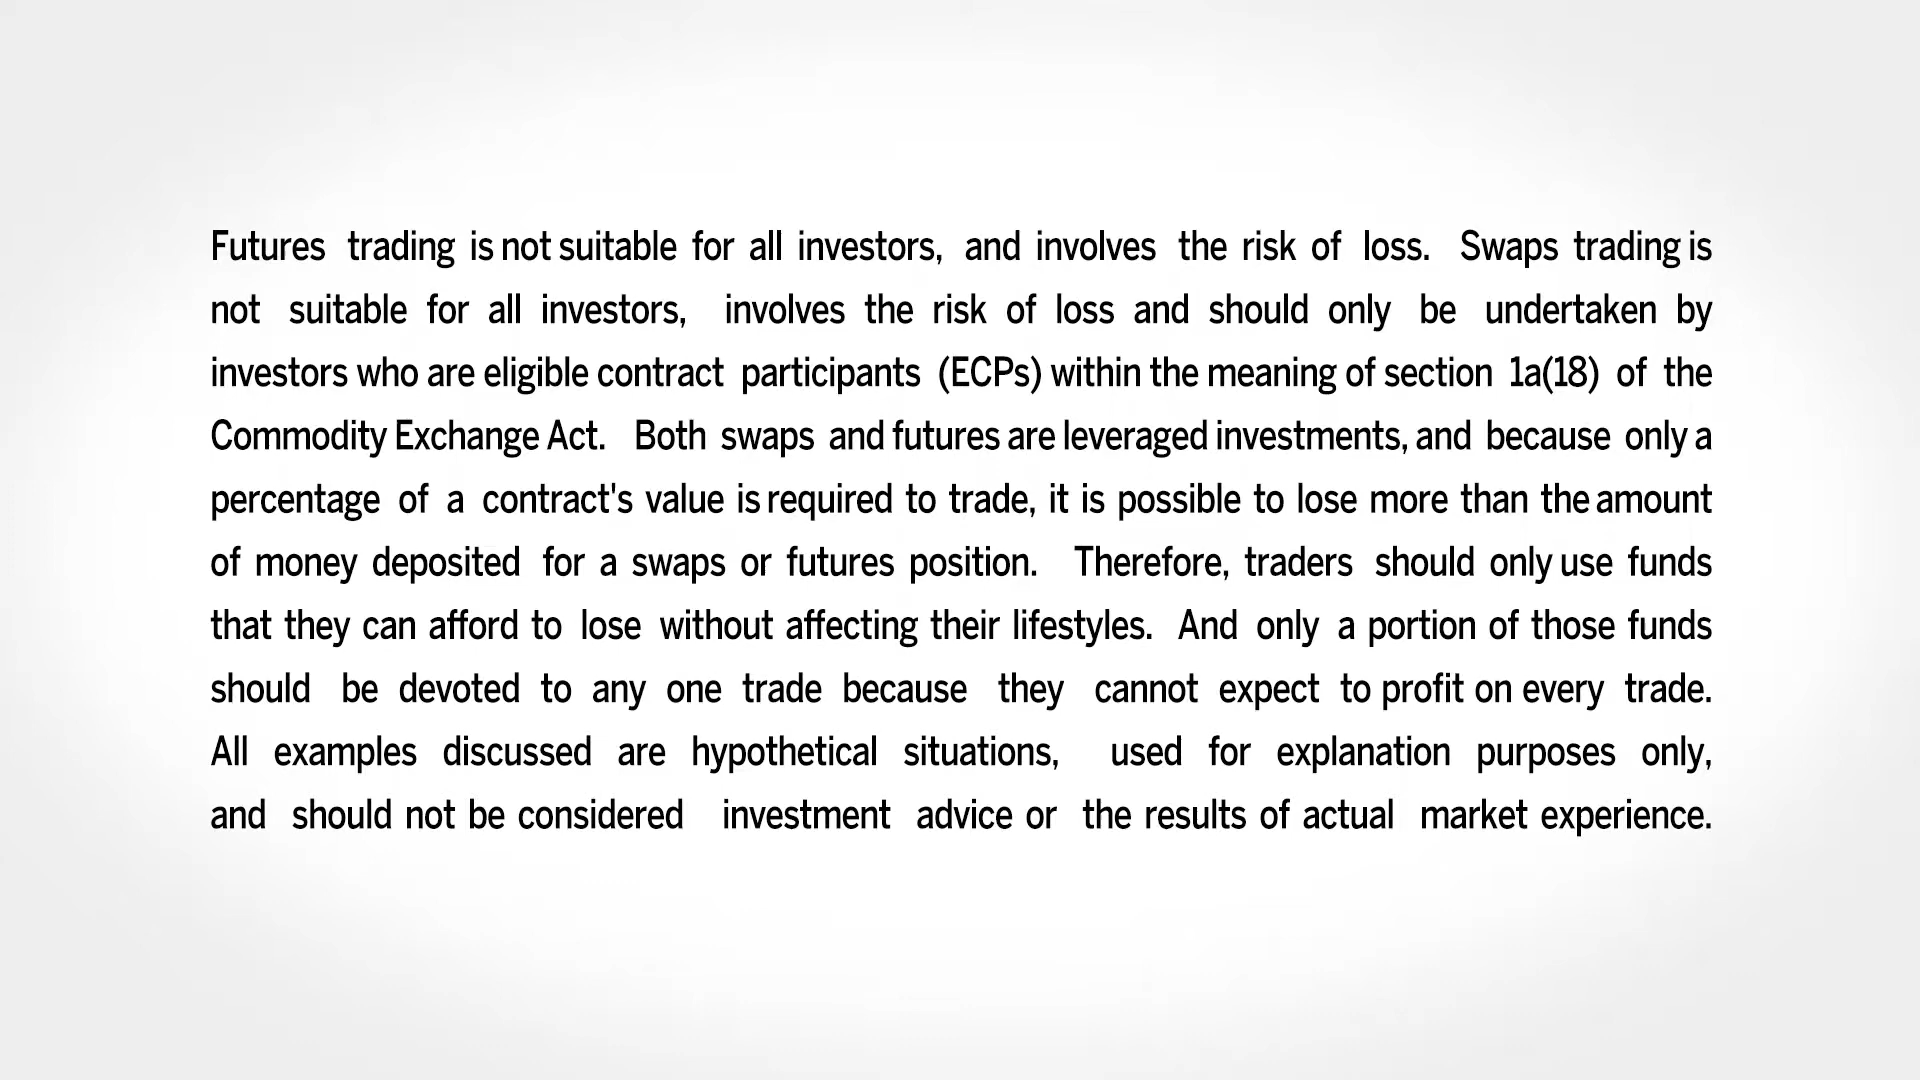 Futures trading is not suitable for all investors, and involves the risk of loss. Swaps trading is
not suitable for all investors, involves the risk of loss and should only be undertaken by
investors who are eligible contract participants (ECPs) within the meaning of section 1a(18) of the
Commodity Exchange Act. Both swaps and futures are leveraged investments, and because only a
percentage of a contract's value is required to trade, it is possible to lose more than the amount
of money deposited for a swaps or futures position. Therefore, traders should only use funds
that they can afford to lose without affecting their lifestyles. And only a portion of those funds
should be devoted to any one trade because they cannot expect to profit on every trade.
All examples discussed are hypothetical situations, used for explanation purposes only,
and should not be considered investment advice or the results of actual market experience.